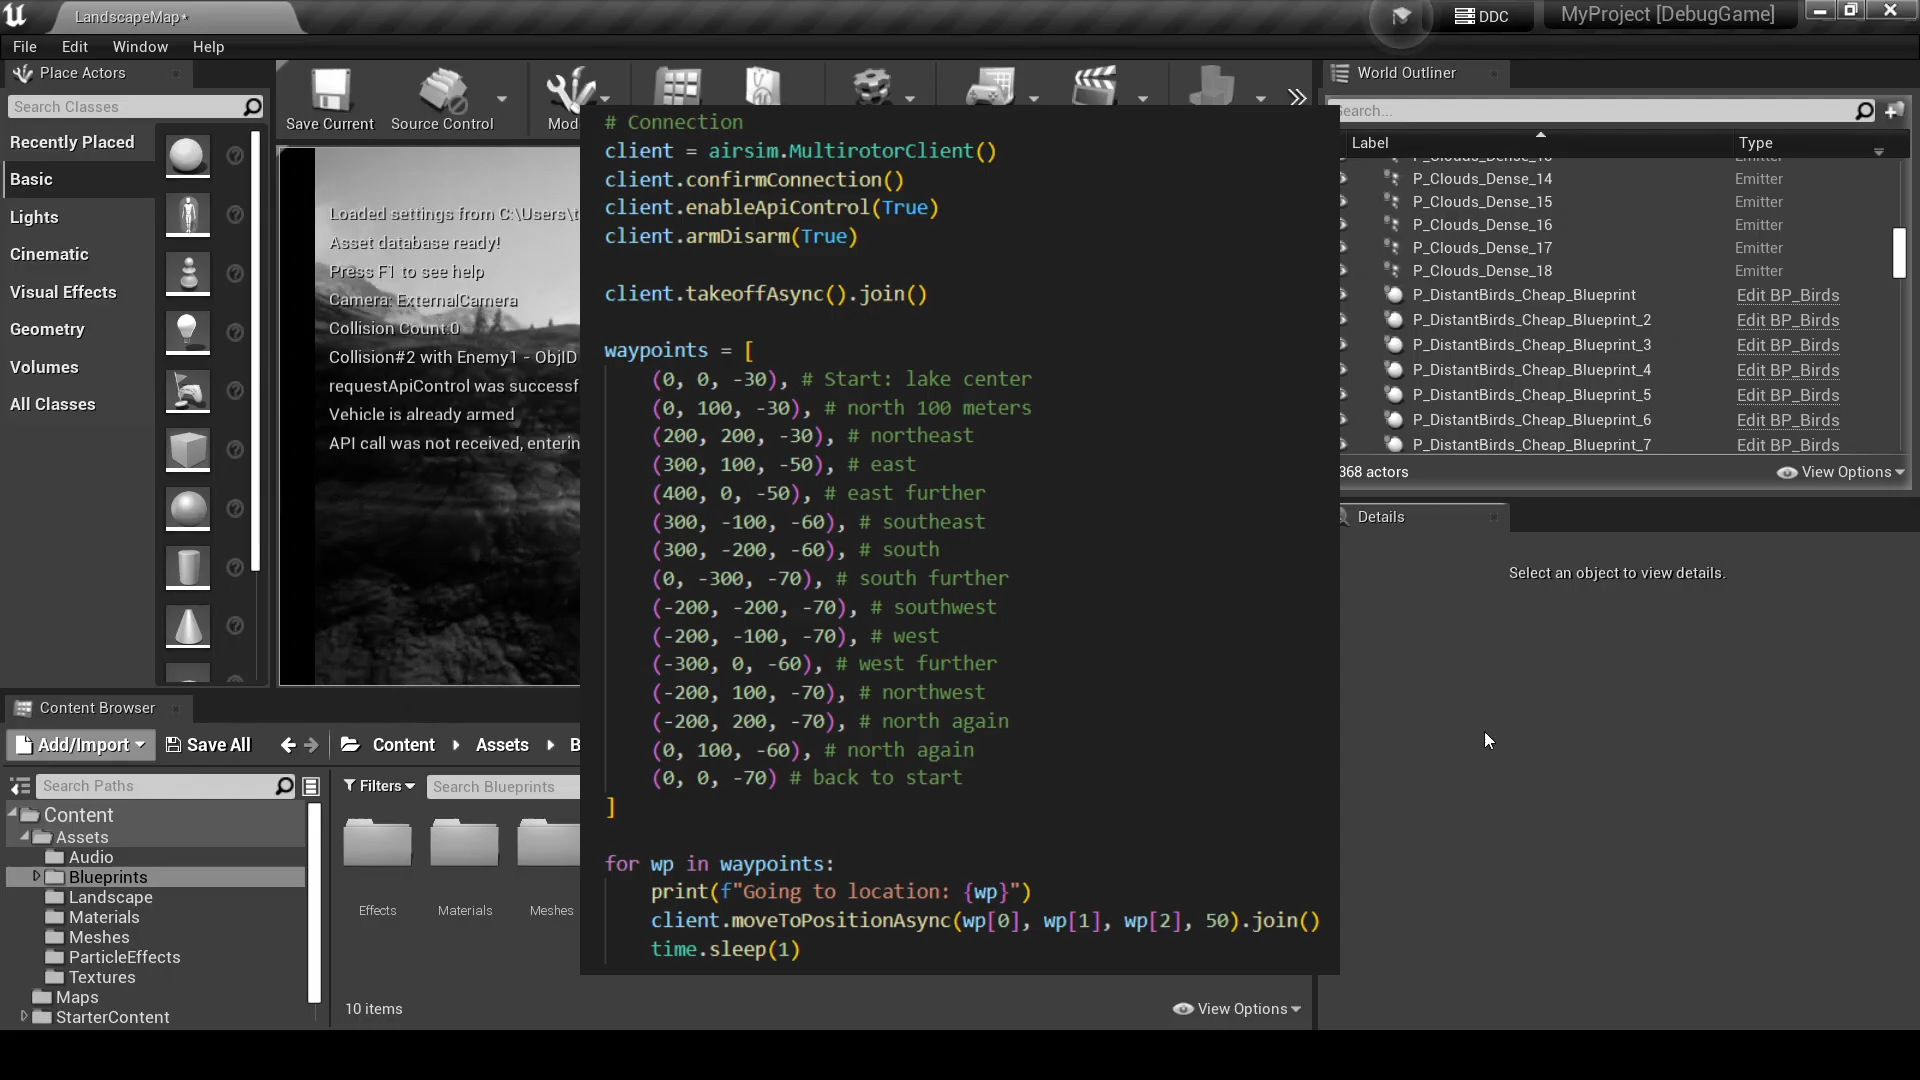 LandscapeMap*
DDC
MyProject [DebugGame]
File
Edit
Window
Help
Place Actors
Search Classes
Recently Placed
Basic
Lights
Cinematic
Visual Effects
Geometry
Volumes
All Classes
Save Current
Source Control
Loaded settings from C:\Users\
Asset database ready!
Press F1 to see help
Camera: ExternalCamera
Collision Count:0
Collision#2 with Enemy1 - ObjID
requestApiControl was successf
Vehicle is already armed
API call was not received, enterin
# Connection
client = airsim.MultirotorClient()
client.confirmConnection()
client.enableApiControl(True)
client.armDisarm(True)
client.takeoffAsync().join()
waypoints = [
(0, 0, -30), # Start: lake center
(0, 100, -30), # north 100 meters
(200, 200, -30), # northeast
(300, 100, -50), # east
(400, 0, -50), # east further
(300, -100, -60), # southeast
(300, -200, -60), # south
(0, -300, -70), # south further
(-200, -200, -70), # southwest
(-200, -100, -70), # west
(-300, 0, -60), # west further
(-200, 100, -70), # northwest
(-200, 200, -70), # north again
(0, 100, -60), # north again
(0, 0, -70) # back to start
]
for wp in waypoints:
print(f"Going to location: {wp}")
client.moveToPositionAsync(wp[0], wp[1], wp[2], 50).join()
time.sleep(1)
World Outliner
Search...
Label
Type
P_Clouds_Dense_14 Emitter
P_Clouds_Dense_15 Emitter
P_Clouds_Dense_16 Emitter
P_Clouds_Dense_17 Emitter
P_Clouds_Dense_18 Emitter
P_DistantBirds_Cheap_Blueprint Edit BP_Birds
P_DistantBirds_Cheap_Blueprint_2 Edit BP_Birds
P_DistantBirds_Cheap_Blueprint_3 Edit BP_Birds
P_DistantBirds_Cheap_Blueprint_4 Edit BP_Birds
P_DistantBirds_Cheap_Blueprint_5 Edit BP_Birds
P_DistantBirds_Cheap_Blueprint_6 Edit BP_Birds
P_DistantBirds_Cheap_Blueprint_7 Edit BP_Birds
368 actors
View Options
Details
Select an object to view details.
Content Browser
Add/Import
Save All
Content
Assets
B
Search Paths
Filters
Search Blueprints
Content
Assets
Audio
Blueprints
Landscape
Materials
Meshes
ParticleEffects
Textures
Maps
StarterContent
Effects
Materials
Meshes
10 items
View Options